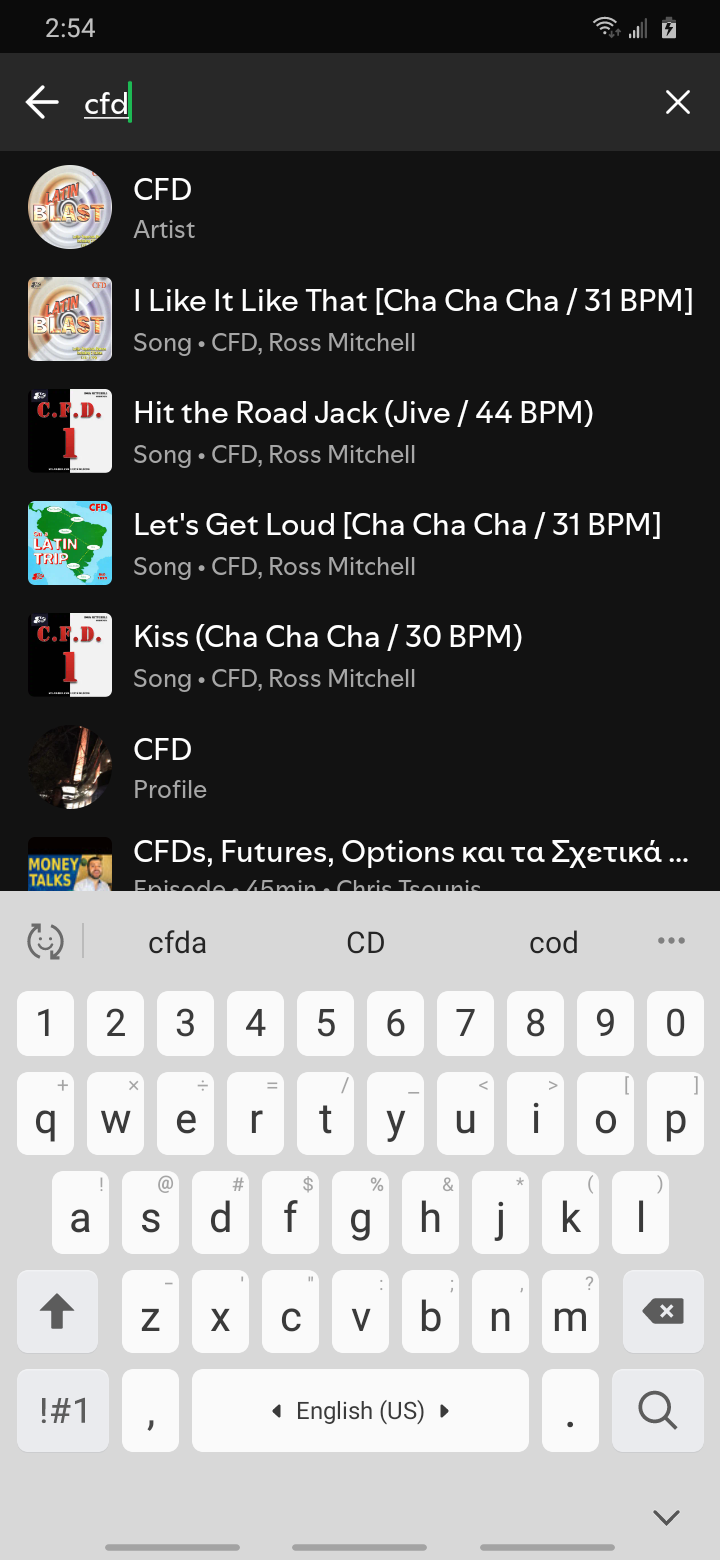 2:54
cfd
LATIN
BLAST
CFD
Artist
CFD
LATIN
BLAST
I Like It Like That [Cha Cha Cha / 31 BPM]
Song • CFD, Ross Mitchell
C.F.D.
1
Hit the Road Jack (Jive / 44 BPM)
Song • CFD, Ross Mitchell
CFD
LATIN
TRIP
Let's Get Loud [Cha Cha Cha / 31 BPM]
Song • CFD, Ross Mitchell
C.F.D.
1
Kiss (Cha Cha Cha / 30 BPM)
Song • CFD, Ross Mitchell
CFD
Profile
MONEY
TALKS
CFDs, Futures, Options και τα Σχετικά ...
Episode • 45min • Chris Tsounis
cfda CD cod
1 2 3 4 5 6 7 8 9 0
+ × ÷ = / _ < > [ ]
q w e r t y u i o p
! @ # $ % & * ( )
a s d f g h j k l
- ' " : ; , ?
z x c v b n m
!#1 , English (US) .